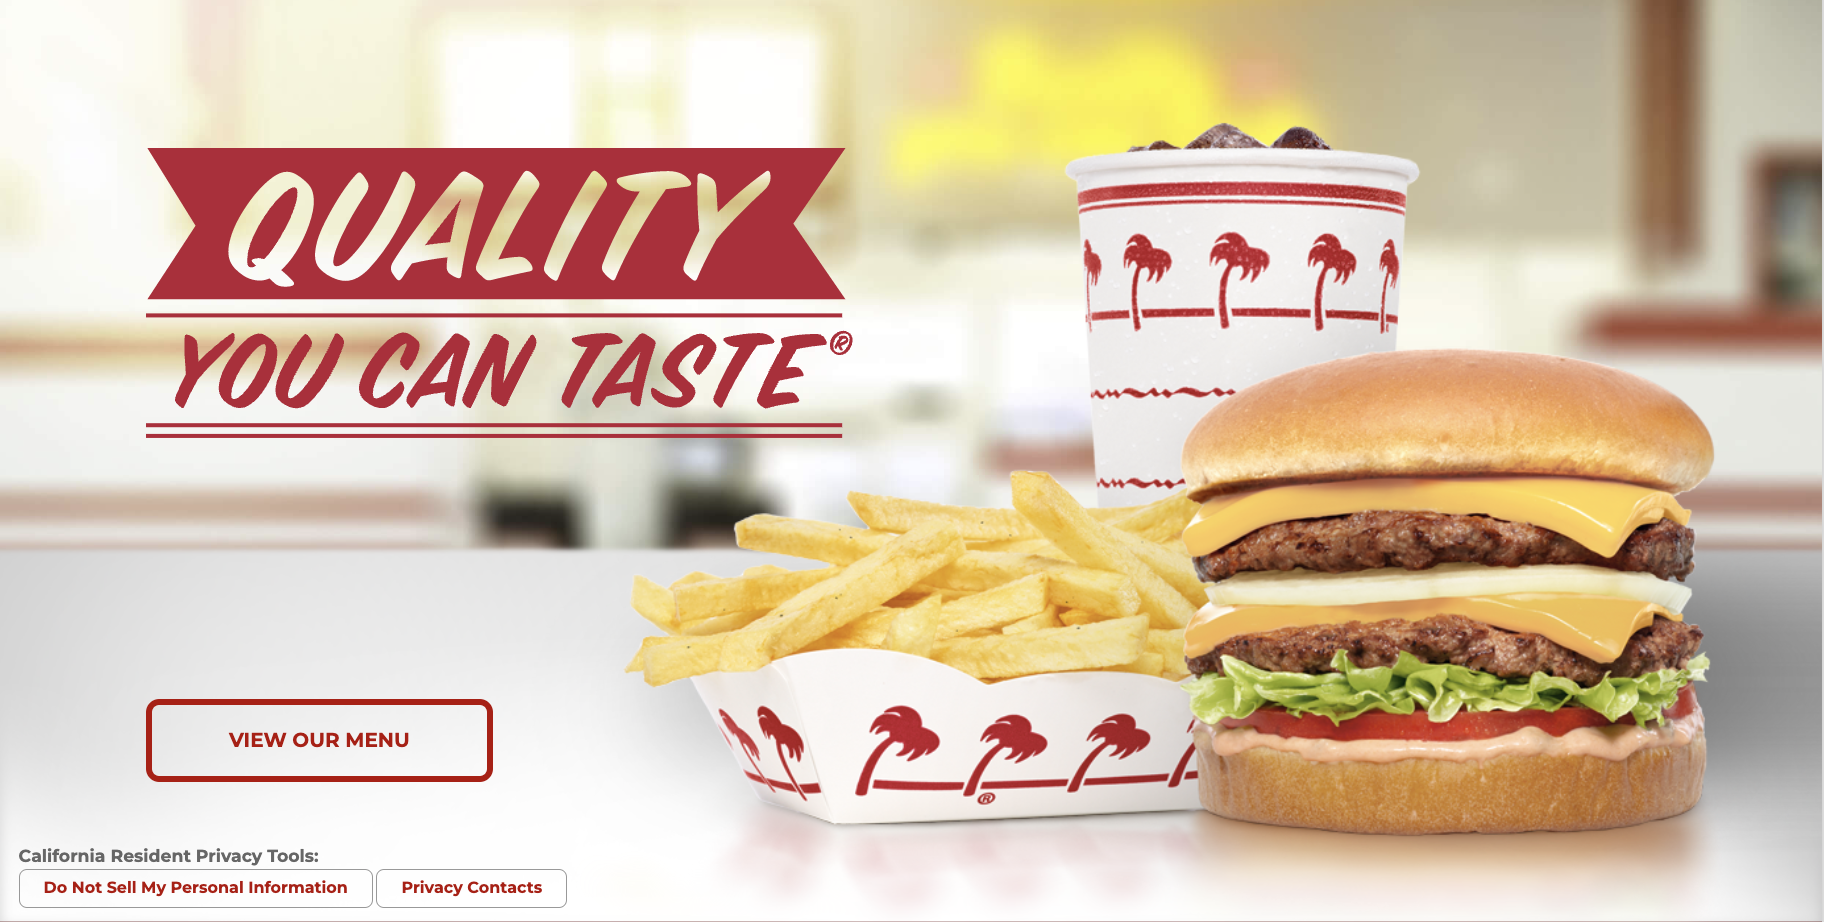 QUALITY
YOU CAN TASTE®
VIEW OUR MENU
®
California Resident Privacy Tools:
Do Not Sell My Personal Information
Privacy Contacts